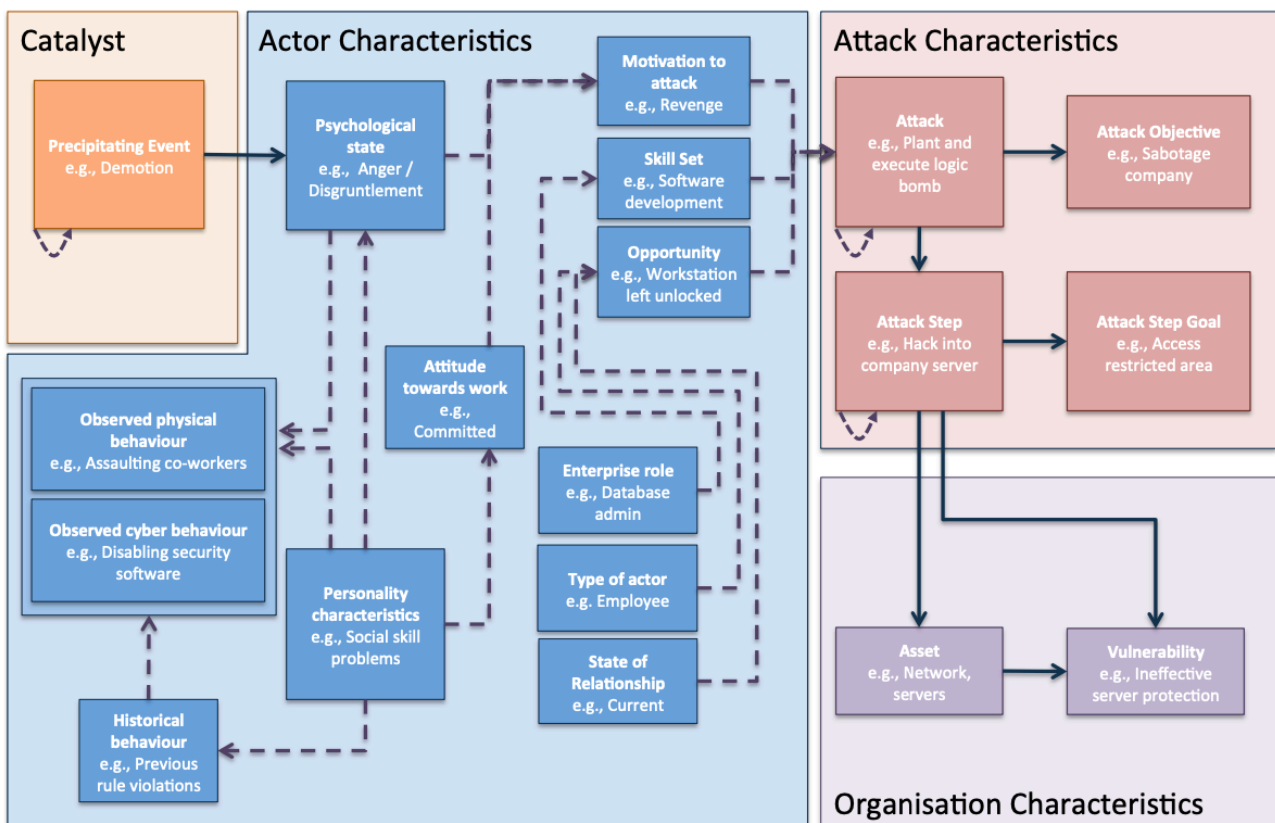 Catalyst
Precipitating Event
e.g., Demotion
Actor Characteristics
Psychological
state
e.g.,  Anger /
Disgruntlement
Motivation to
attack
e.g., Revenge
Skill Set
e.g., Software
development
Opportunity
e.g., Workstation
left unlocked
Attitude
towards work
e.g.,
Committed
Observed physical
behaviour
e.g., Assaulting co-workers
Observed cyber behaviour
e.g., Disabling security
software
Personality
characteristics
e.g., Social skill
problems
Historical
behaviour
e.g., Previous
rule violations
Enterprise role
e.g., Database
admin
Type of actor
e.g. Employee
State of
Relationship
e.g., Current
Attack Characteristics
Attack
e.g., Plant and
execute logic
bomb
Attack Objective
e.g., Sabotage
company
Attack Step
e.g., Hack into
company server
Attack Step Goal
e.g., Access
restricted area
Asset
e.g., Network,
servers
Vulnerability
e.g., Ineffective
server protection
Organisation Characteristics